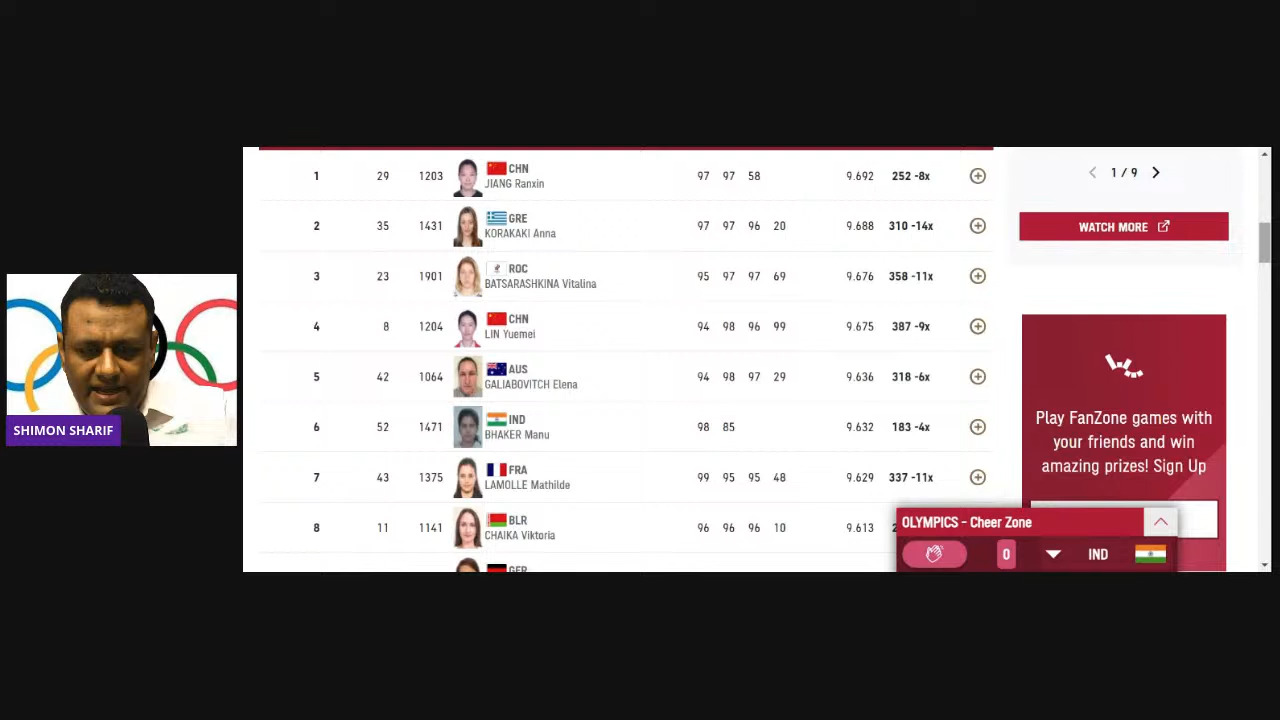 1 29 1203 CHN JIANG Ranxin 97 97 58 9.692 252 -8x
2 35 1431 GRE KORAKAKI Anna 97 97 96 20 9.688 310 -14x
3 23 1901 ROC BATSARASHKINA Vitalina 95 97 97 69 9.676 358 -11x
4 8 1204 CHN LIN Yuemei 94 98 96 99 9.675 387 -9x
5 42 1064 AUS GALIABOVITCH Elena 94 98 97 29 9.636 318 -6x
6 52 1471 IND BHAKER Manu 98 85 9.632 183 -4x
7 43 1375 FRA LAMOLLE Mathilde 99 95 95 48 9.629 337 -11x
8 11 1141 BLR CHAIKA Viktoria 96 96 96 10 9.613
GER
1 / 9
WATCH MORE
Play FanZone games with
your friends and win
amazing prizes! Sign Up
OLYMPICS - Cheer Zone
0 IND
SHIMON SHARIF